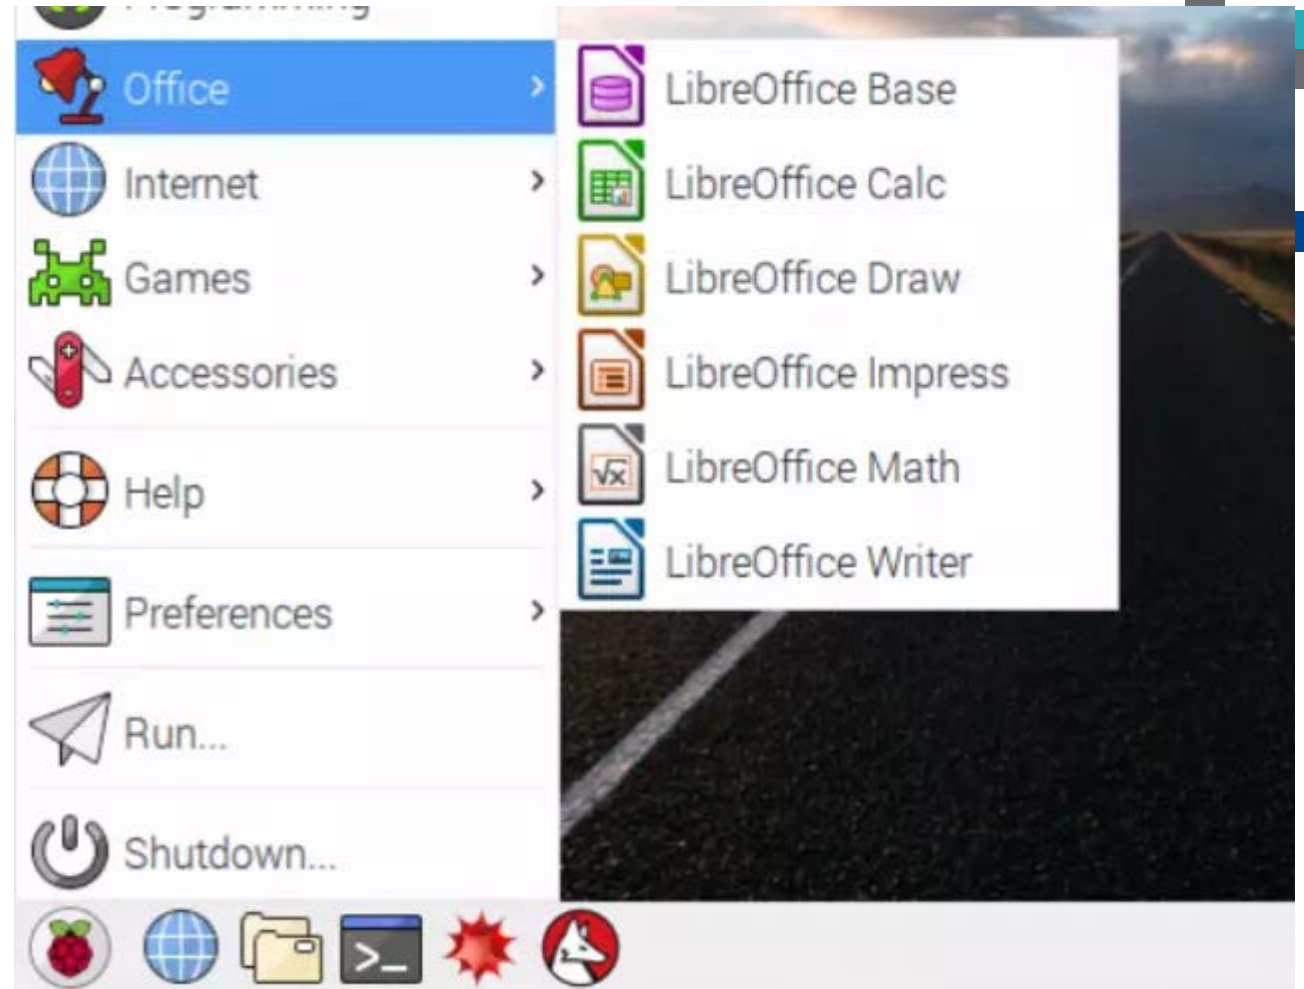 Programming
Office
Internet
Games
Accessories
Help
Preferences
Run...
Shutdown...
LibreOffice Base
LibreOffice Calc
LibreOffice Draw
LibreOffice Impress
LibreOffice Math
LibreOffice Writer